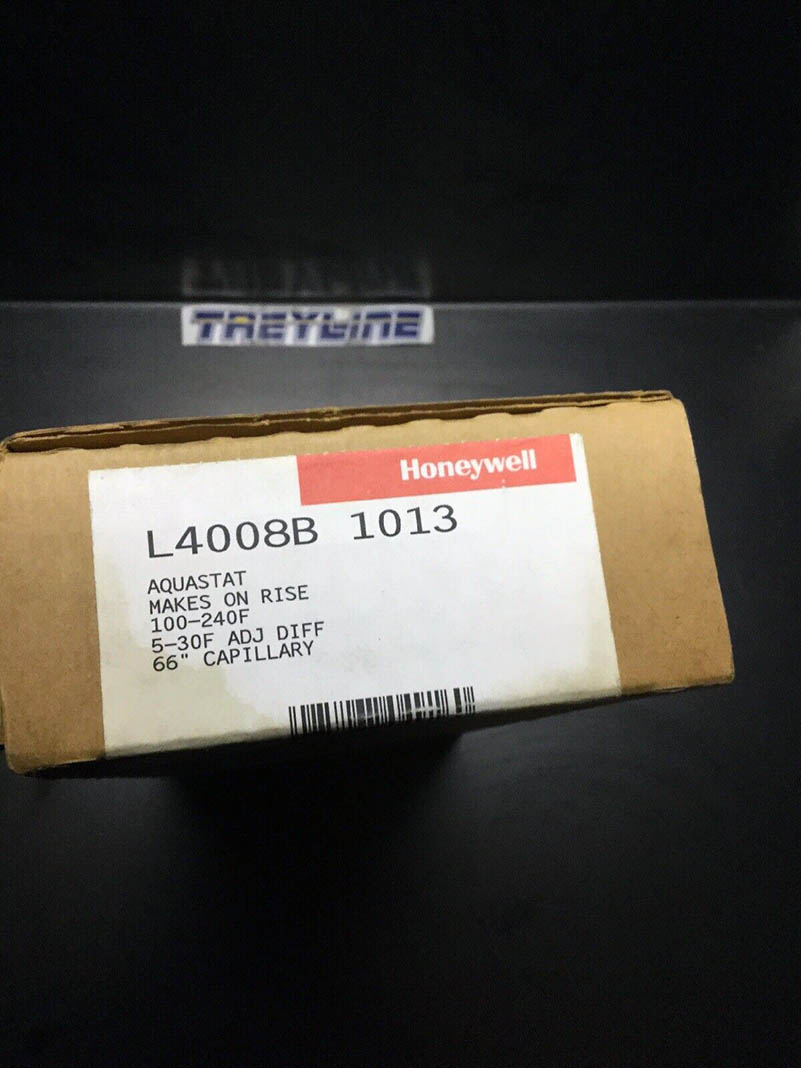 TREYLINE
Honeywell
L4008B 1013
AQUASTAT
MAKES ON RISE
100-240F
5-30F ADJ DIFF
66" CAPILLARY